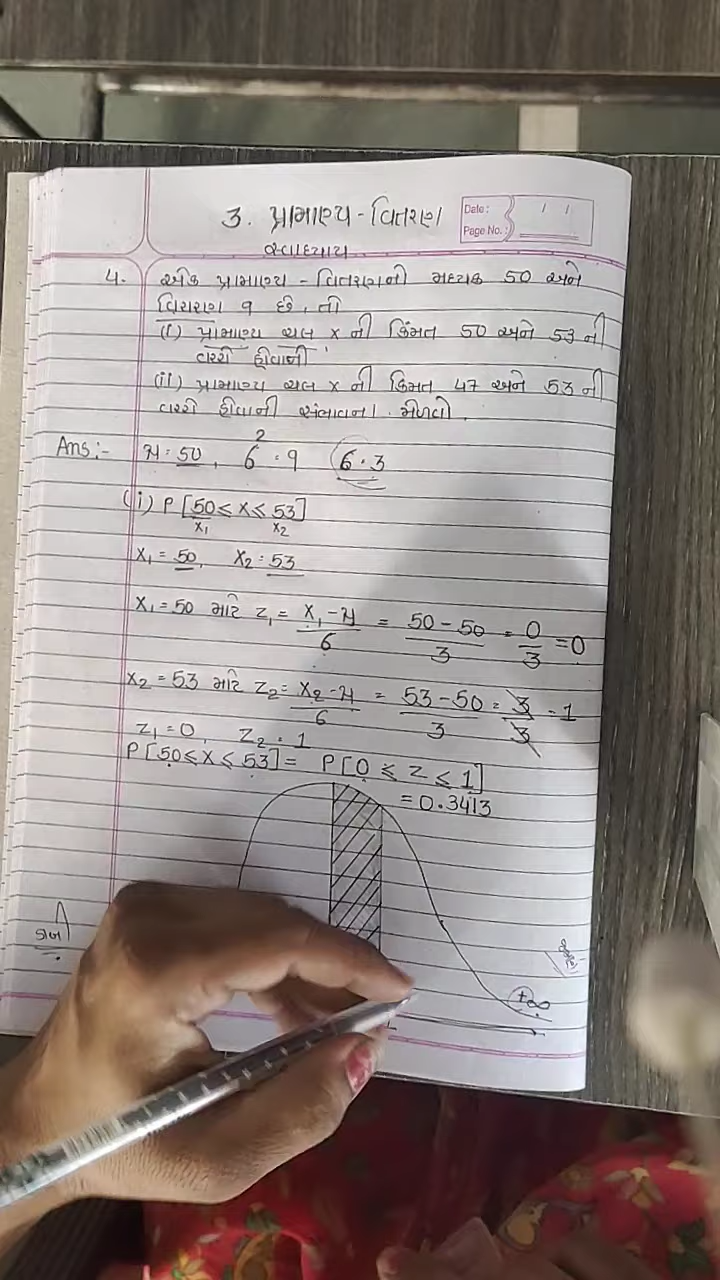 3. પ્રામાણ્ય - વિતરણ
Date: / /
Page No.:
સ્વાધ્યાય
4. એક પ્રામાણ્ય - વિતરણનો મધ્યક 50 અને
વિચરણ 9 છે, તો
(i) પ્રામાણ્ય ચલ x ની કિંમત 50 અને 53 ની
વચ્ચે હોવાની
(ii) પ્રામાણ્ય ચલ x ની કિંમત 47 અને 53 ની
વચ્ચે હોવાની સંભાવના મેળવો.
Ans:- μ = 50, σ² = 9 σ = 3
(i) P[50 ≤ x ≤ 53]
x₁ x₂
x₁ = 50, x₂ = 53
x₁ = 50 માટે z₁ = x₁ - μ / σ = 50 - 50 / 3 = 0 / 3 = 0
x₂ = 53 માટે z₂ = x₂ - μ / σ = 53 - 50 / 3 = 3 / 3 = 1
z₁ = 0, z₂ = 1
P[50 ≤ x ≤ 53] = P[0 ≤ z ≤ 1]
= 0.3413
ડાબી
+∞